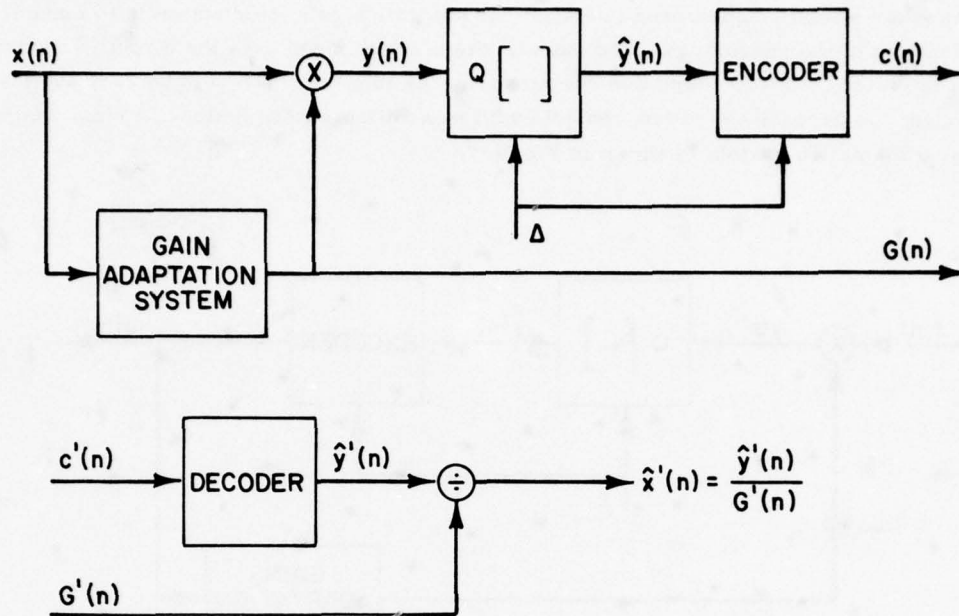 x(n)
X
y(n)
Q [ ]
ŷ(n)
ENCODER
c(n)
Δ
GAIN
ADAPTATION
SYSTEM
G(n)
c'(n)
DECODER
ŷ'(n)
÷
x̂'(n) = ŷ'(n) / G'(n)
G'(n)